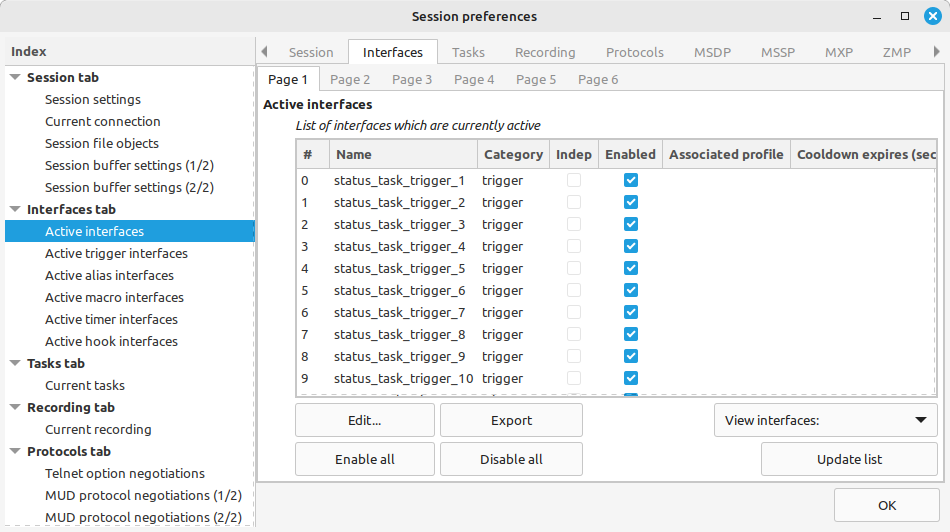 Session preferences
Index
Session tab
Session settings
Current connection
Session file objects
Session buffer settings (1/2)
Session buffer settings (2/2)
Interfaces tab
Active interfaces
Active trigger interfaces
Active alias interfaces
Active macro interfaces
Active timer interfaces
Active hook interfaces
Tasks tab
Current tasks
Recording tab
Current recording
Protocols tab
Telnet option negotiations
MUD protocol negotiations (1/2)
MUD protocol negotiations (2/2)
Session Interfaces Tasks Recording Protocols MSDP MSSP MXP ZMP
Page 1 Page 2 Page 3 Page 4 Page 5 Page 6
Active interfaces
List of interfaces which are currently active
# Name Category Indep Enabled Associated profile Cooldown expires (sec
0 status_task_trigger_1 trigger
1 status_task_trigger_2 trigger
2 status_task_trigger_3 trigger
3 status_task_trigger_4 trigger
4 status_task_trigger_5 trigger
5 status_task_trigger_6 trigger
6 status_task_trigger_7 trigger
7 status_task_trigger_8 trigger
8 status_task_trigger_9 trigger
9 status_task_trigger_10 trigger
Edit... Export View interfaces:
Enable all Disable all Update list
OK